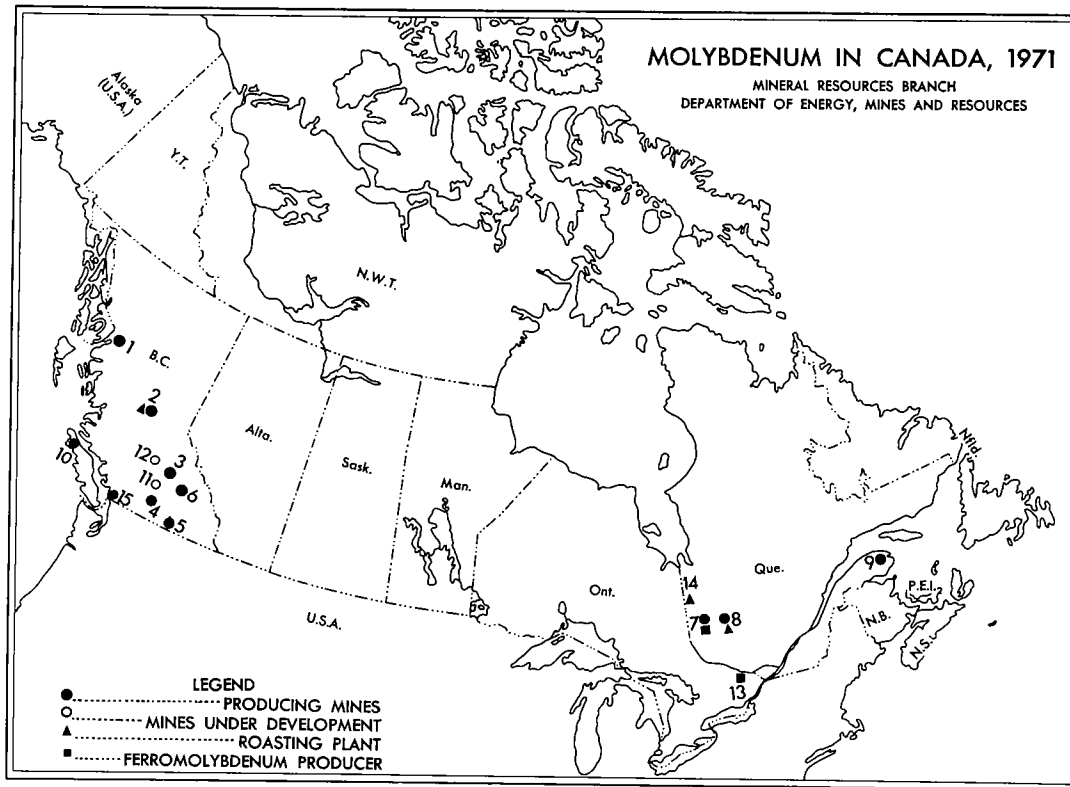 MOLYBDENUM IN CANADA, 1971
MINERAL RESOURCES BRANCH
DEPARTMENT OF ENERGY, MINES AND RESOURCES
Alaska
(U.S.A.)
Y.T.
N.W.T.
1
B.C.
2
Alta.
Sask.
Man.
Nfld.
10
12
3
11
6
15
4
5
U.S.A.
Ont.
Que.
14
7
8
9
P.E.I.
N.B.
N.S.
13
LEGEND
PRODUCING MINES
MINES UNDER DEVELOPMENT
ROASTING PLANT
FERROMOLYBDENUM PRODUCER